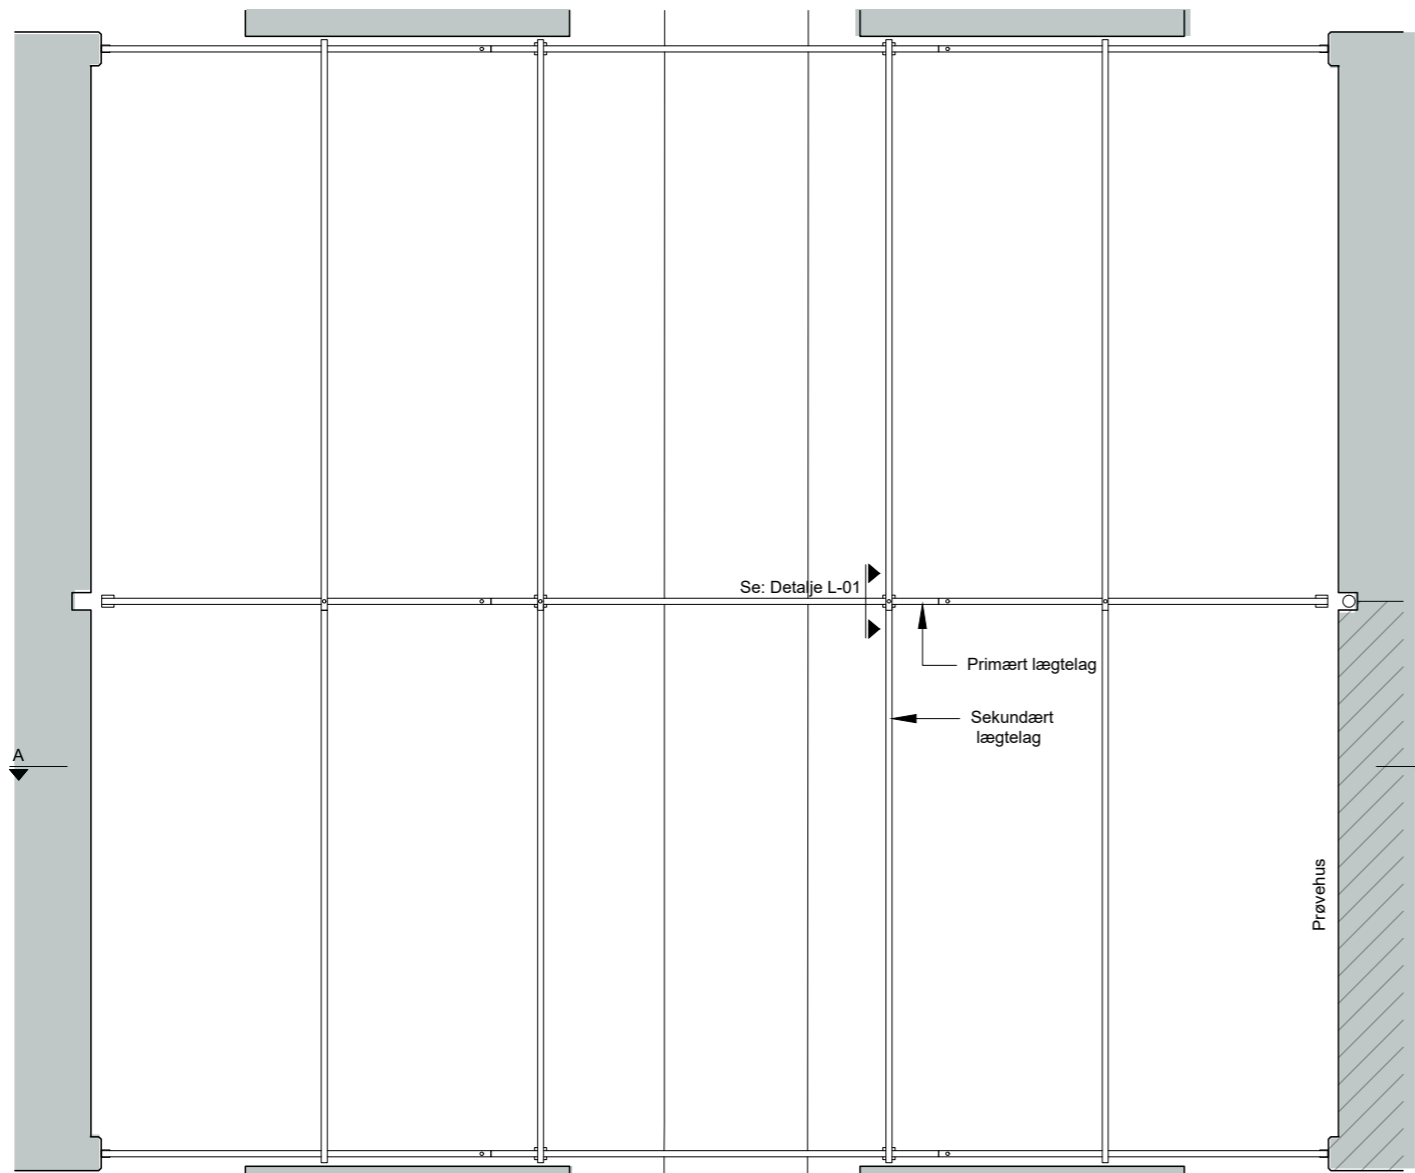 Se: Detalje L-01
Primært lægtelag
Sekundært
lægtelag
A
Prøvehus